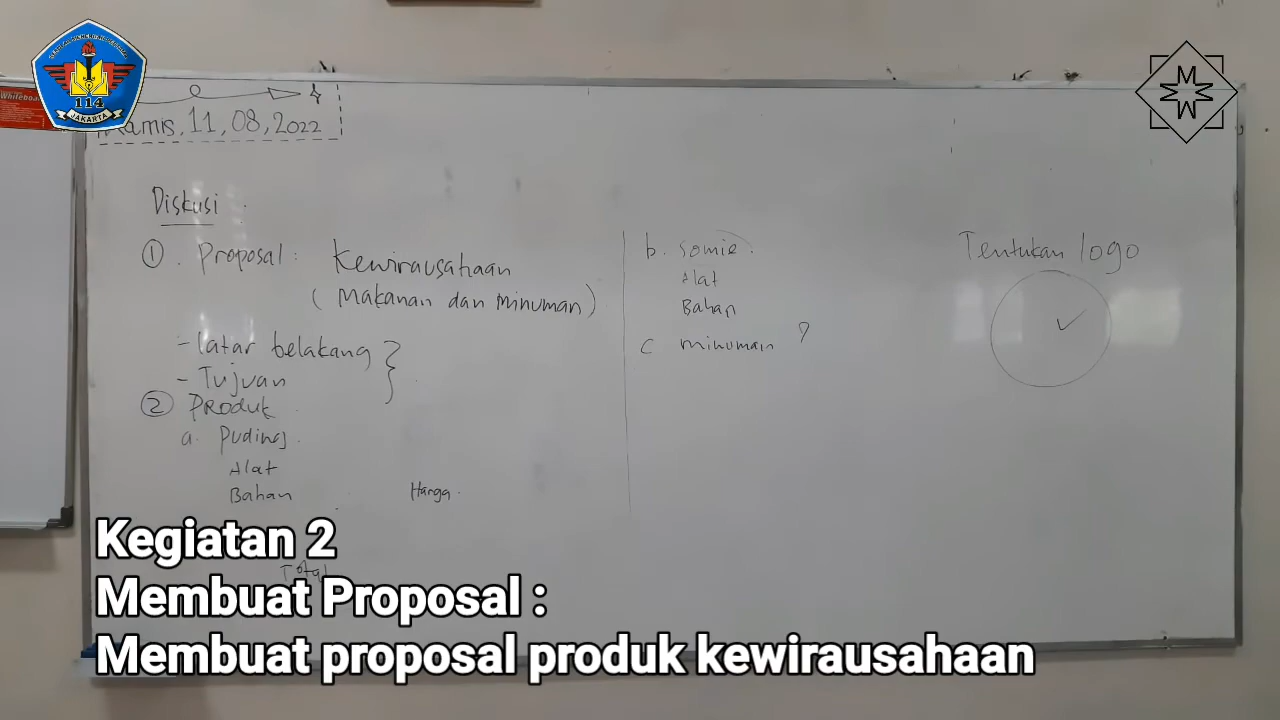 114
JAKARTA
Whiteboard
Kamis, 11, 08, 2022
Diskusi :
1. Proposal : Kewirausahaan
(Makanan dan Minuman)
- latar belakang
- Tujuan
2 Produk
a. Puding
Alat
Bahan
Harga
Total
b. Somie.
Alat
Bahan
c minuman ?
Tentukan logo
Kegiatan 2
Membuat Proposal :
Membuat proposal produk kewirausahaan